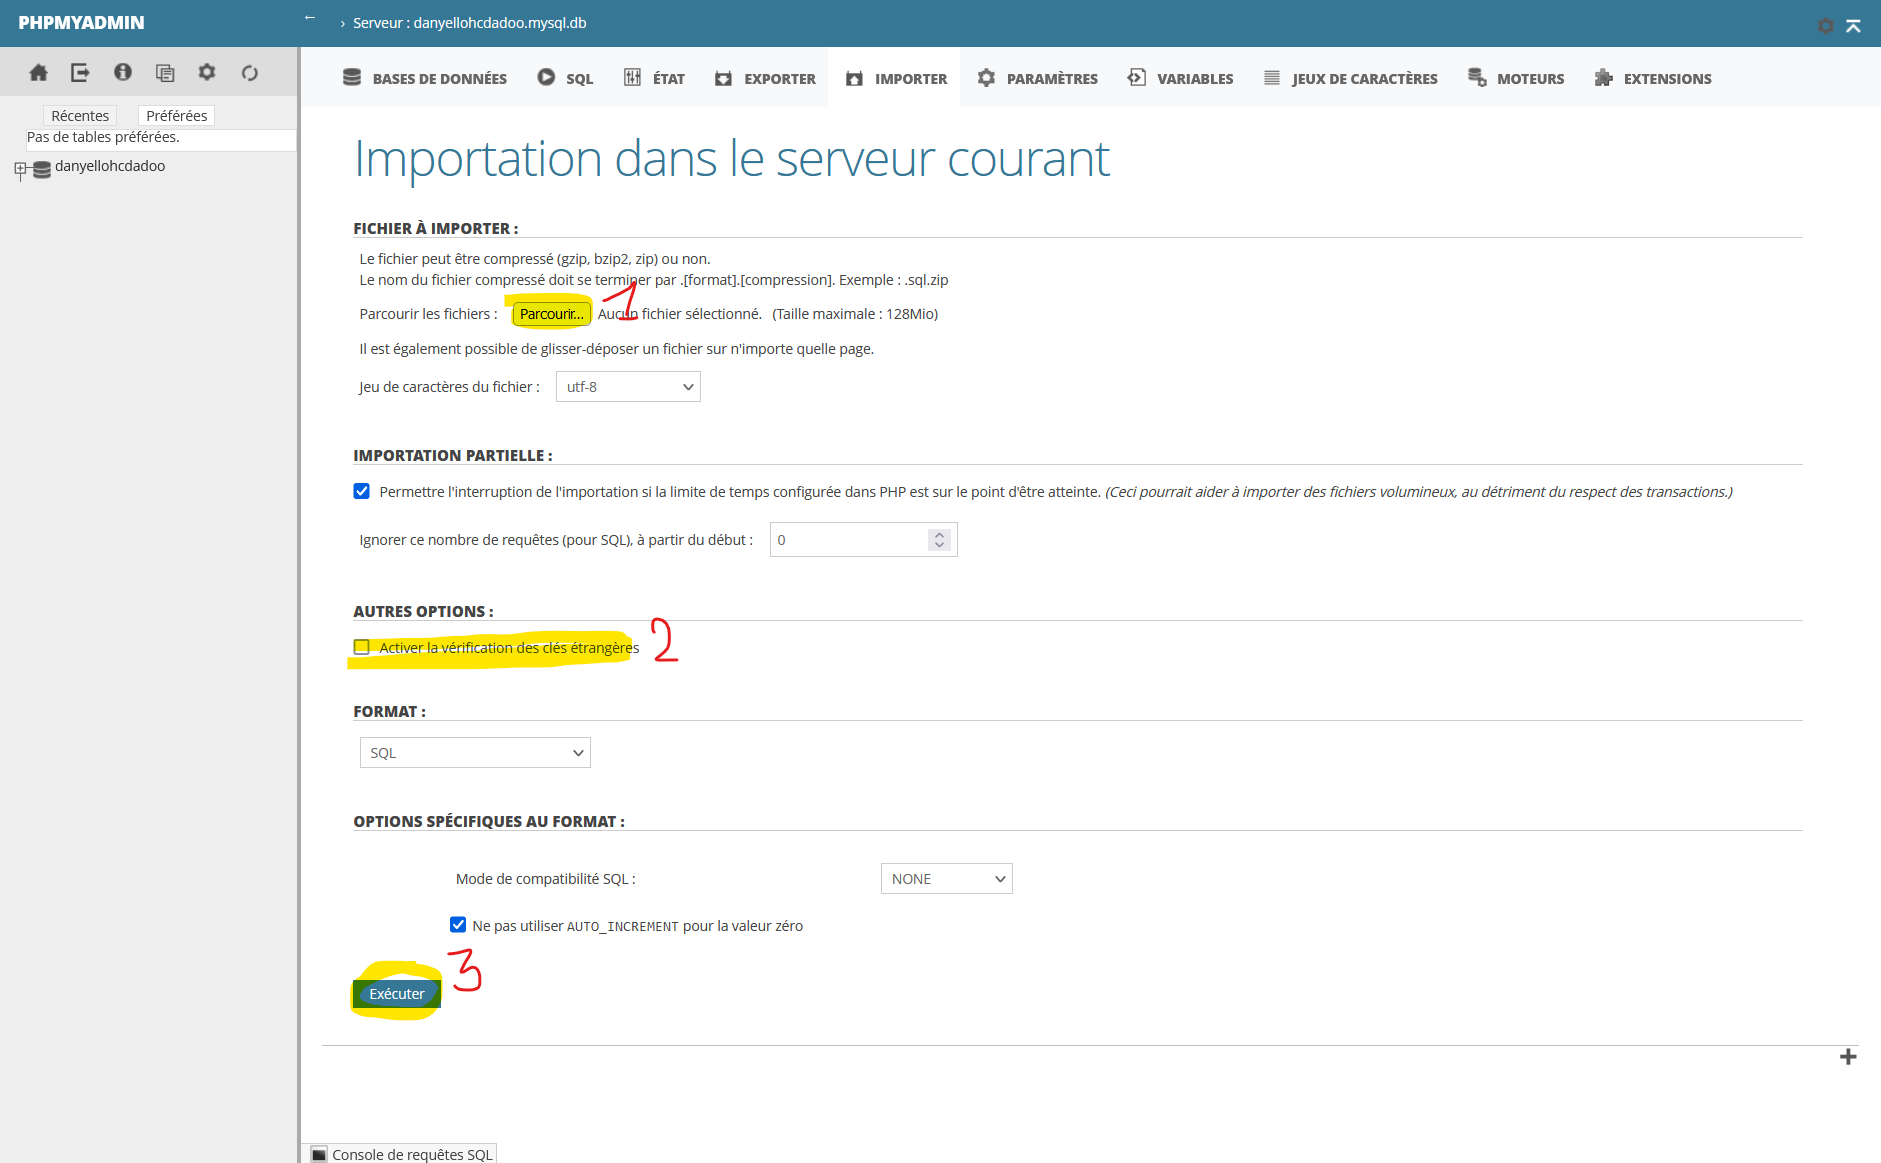 PHPMYADMIN
← › Serveur : danyellohcdadoo.mysql.db
Récentes Préférées
Pas de tables préférées.
danyellohcdadoo
BASES DE DONNÉES SQL ÉTAT EXPORTER IMPORTER PARAMÈTRES VARIABLES JEUX DE CARACTÈRES MOTEURS EXTENSIONS
Importation dans le serveur courant
FICHIER À IMPORTER :
Le fichier peut être compressé (gzip, bzip2, zip) ou non.
Le nom du fichier compressé doit se terminer par .[format].[compression]. Exemple : .sql.zip
Parcourir les fichiers : Parcourir... Aucun fichier sélectionné. (Taille maximale : 128Mio)
1
Il est également possible de glisser-déposer un fichier sur n'importe quelle page.
Jeu de caractères du fichier : utf-8
IMPORTATION PARTIELLE :
Permettre l'interruption de l'importation si la limite de temps configurée dans PHP est sur le point d'être atteinte. (Ceci pourrait aider à importer des fichiers volumineux, au détriment du respect des transactions.)
Ignorer ce nombre de requêtes (pour SQL), à partir du début : 0
AUTRES OPTIONS :
Activer la vérification des clés étrangères 2
FORMAT :
SQL
OPTIONS SPÉCIFIQUES AU FORMAT :
Mode de compatibilité SQL : NONE
Ne pas utiliser AUTO_INCREMENT pour la valeur zéro
Exécuter 3
Console de requêtes SQL